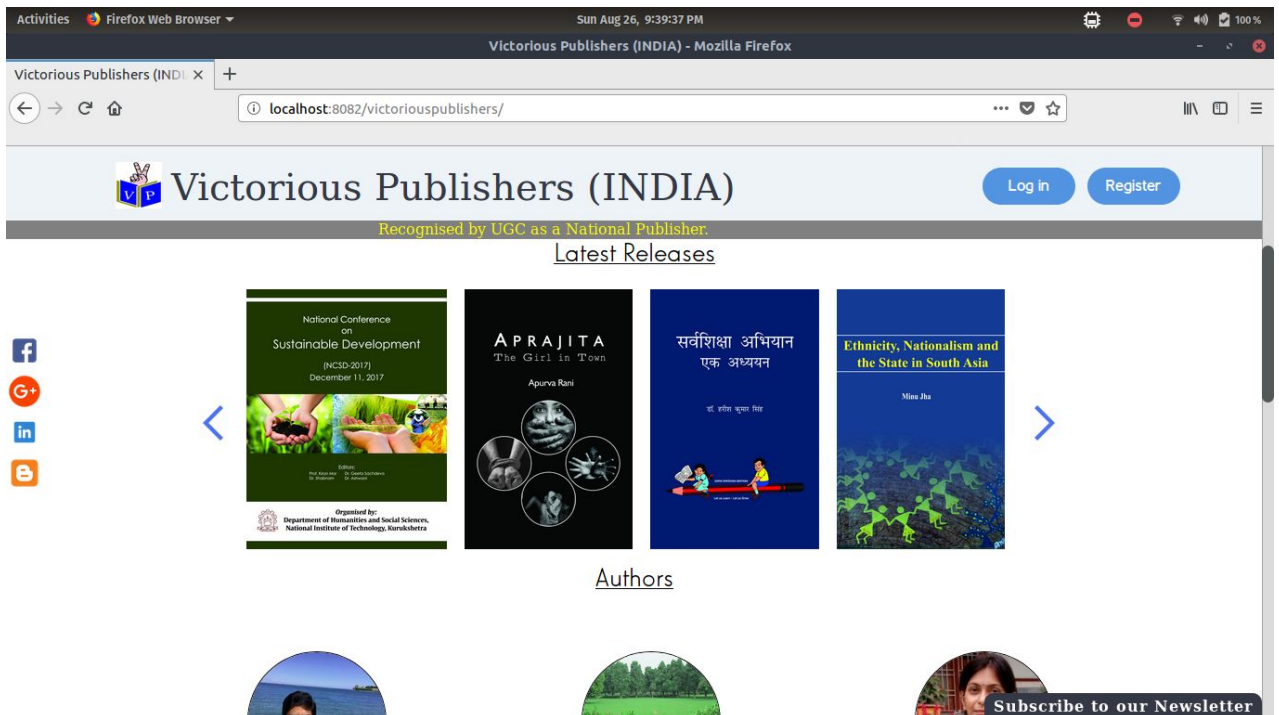 Activities Firefox Web Browser Sun Aug 26, 9:39:37 PM 100 %
Victorious Publishers (INDIA) - Mozilla Firefox
Victorious Publishers (INDI
localhost:8082/victoriouspublishers/
V P
Victorious Publishers (INDIA)
Log in
Register
Recognised by UGC as a National Publisher.
Latest Releases
National Conference
on
Sustainable Development
(NCSD-2017)
December 11, 2017
Editors:
Organised by:
Department of Humanities and Social Sciences,
National Institute of Technology, Kurukshetra
APRAJITA
The Girl in Town
Apurva Rani
सर्वशिक्षा अभियान
एक अध्ययन
डॉ. हरीश कुमार सिंह
Ethnicity, Nationalism and
the State in South Asia
Minu Jha
Authors
Subscribe to our Newsletter